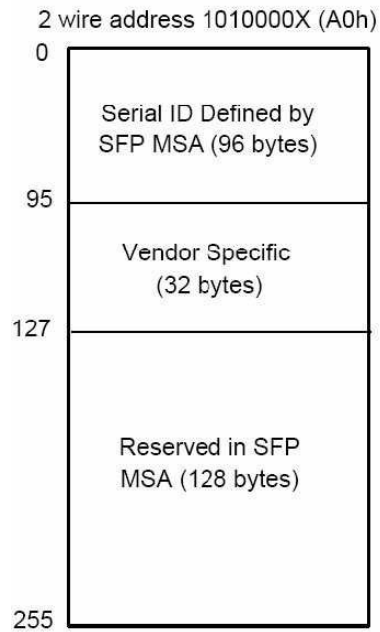 2 wire address 1010000X (A0h)
0
Serial ID Defined by
SFP MSA (96 bytes)
95
Vendor Specific
(32 bytes)
127
Reserved in SFP
MSA (128 bytes)
255